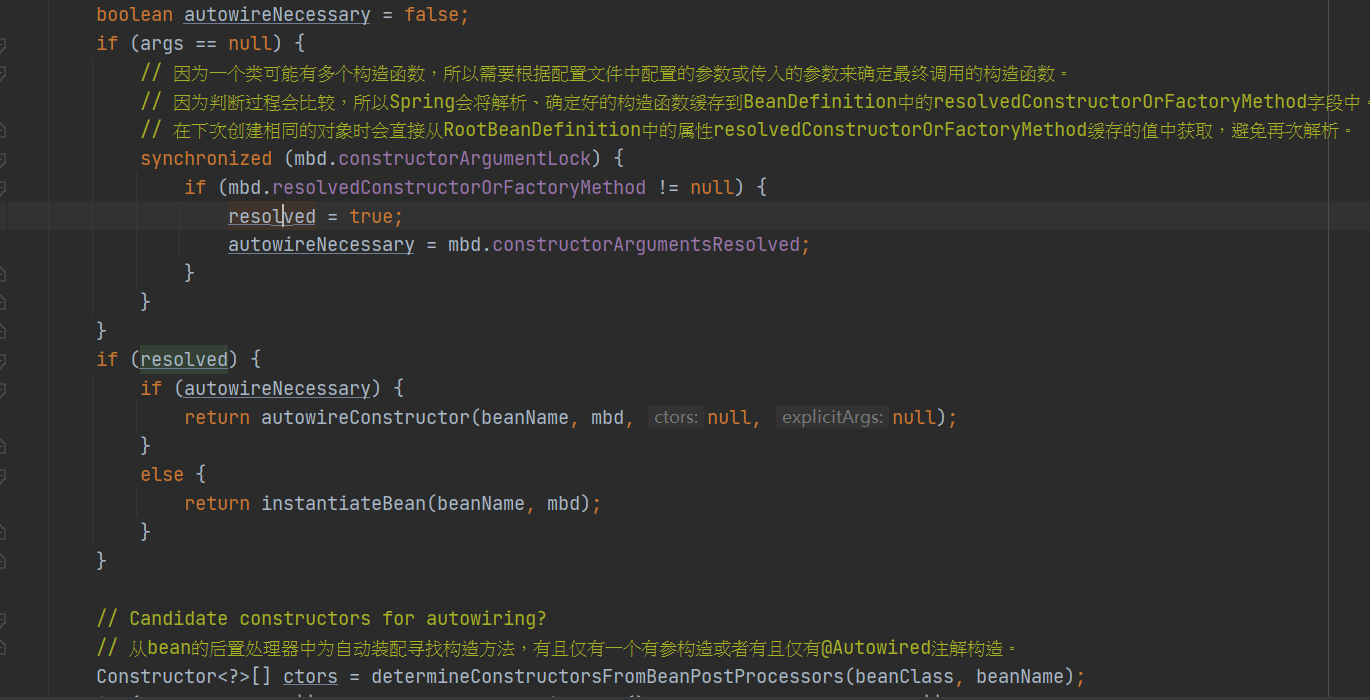 boolean autowireNecessary = false;
if (args == null) {
// 因为一个类可能有多个构造函数，所以需要根据配置文件中配置的参数或传入的参数来确定最终调用的构造函数。
// 因为判断过程会比较，所以Spring会将解析、确定好的构造函数缓存到BeanDefinition中的resolvedConstructorOrFactoryMethod字段中。
// 在下次创建相同的对象时会直接从RootBeanDefinition中的属性resolvedConstructorOrFactoryMethod缓存的值中获取，避免再次解析。
synchronized (mbd.constructorArgumentLock) {
if (mbd.resolvedConstructorOrFactoryMethod != null) {
resolved = true;
autowireNecessary = mbd.constructorArgumentsResolved;
}
}
}
if (resolved) {
if (autowireNecessary) {
return autowireConstructor(beanName, mbd, ctors: null, explicitArgs: null);
}
else {
return instantiateBean(beanName, mbd);
}
}
// Candidate constructors for autowiring?
// 从bean的后置处理器中为自动装配寻找构造方法，有且仅有一个有参构造或者有且仅有@Autowired注解构造。
Constructor<?>[] ctors = determineConstructorsFromBeanPostProcessors(beanClass, beanName);